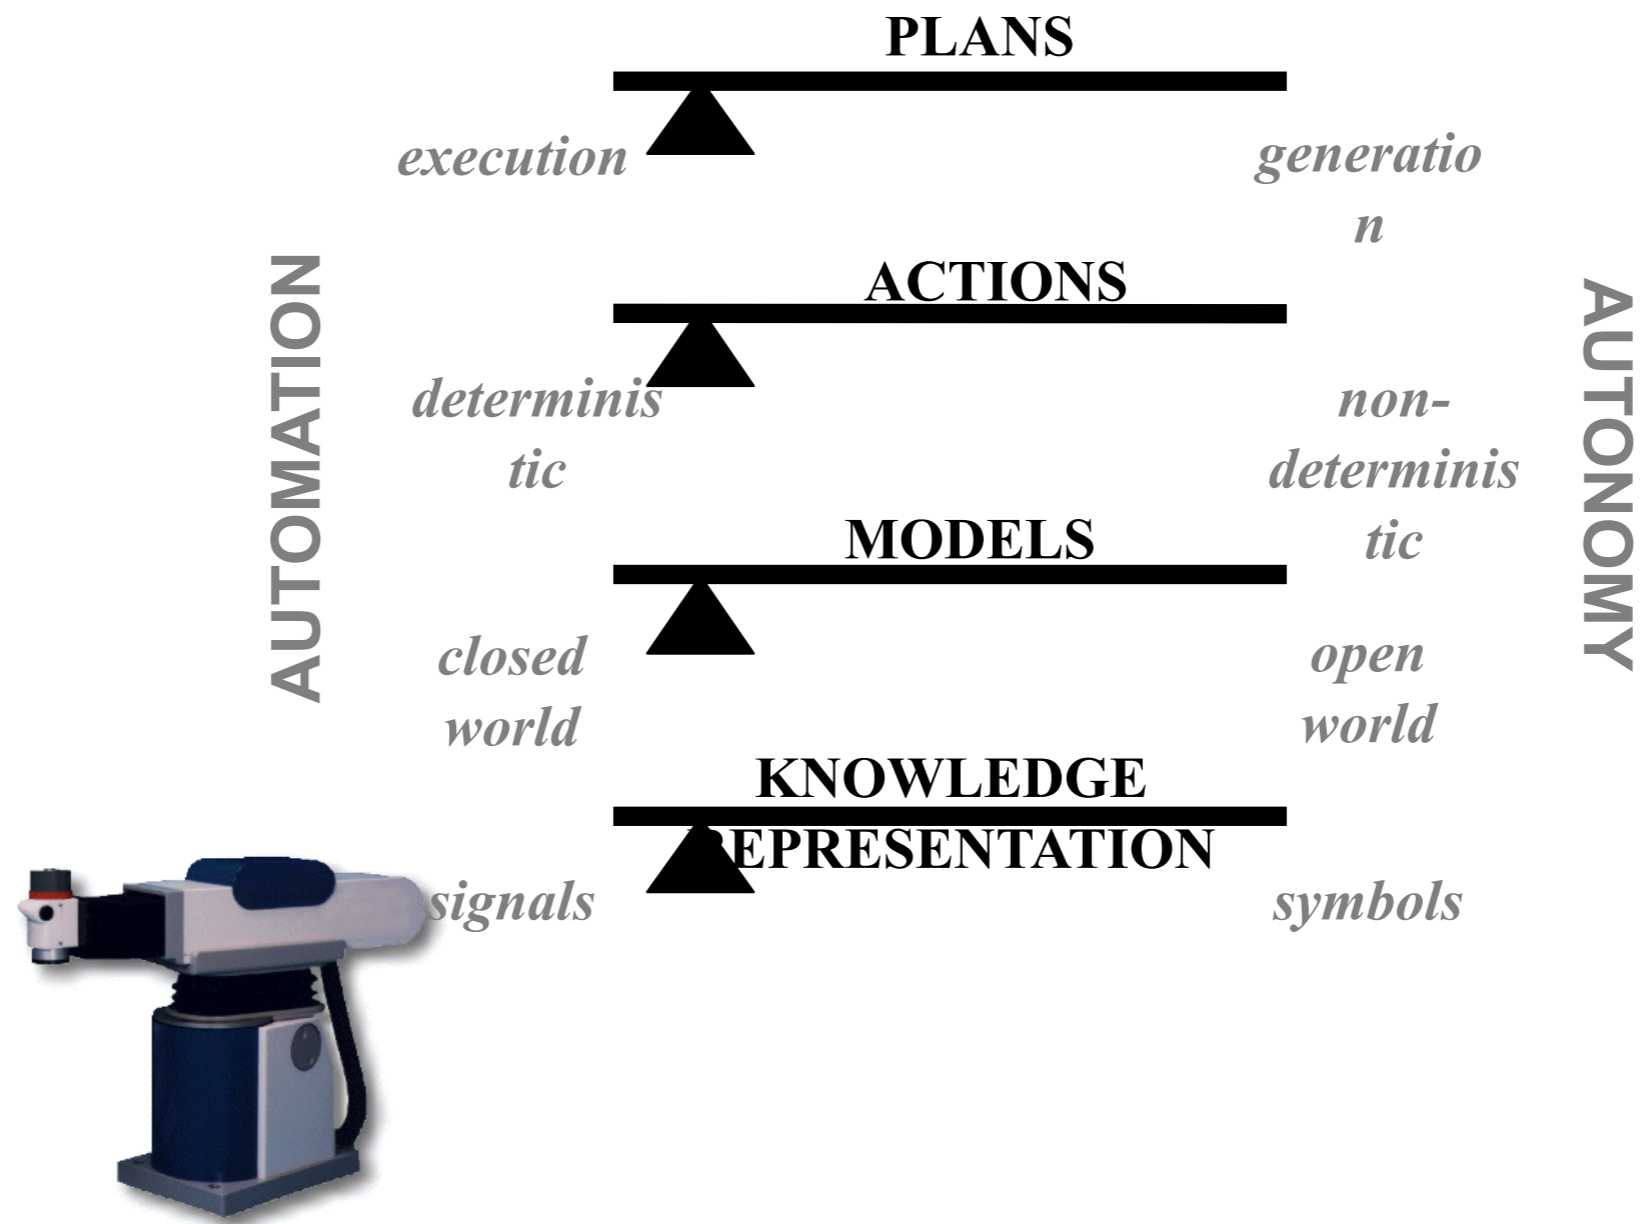 PLANS
execution
generatio
n
AUTOMATION
AUTONOMY
ACTIONS
determinis
tic
non-
determinis
tic
MODELS
closed
world
open
world
KNOWLEDGE
REPRESENTATION
signals
symbols